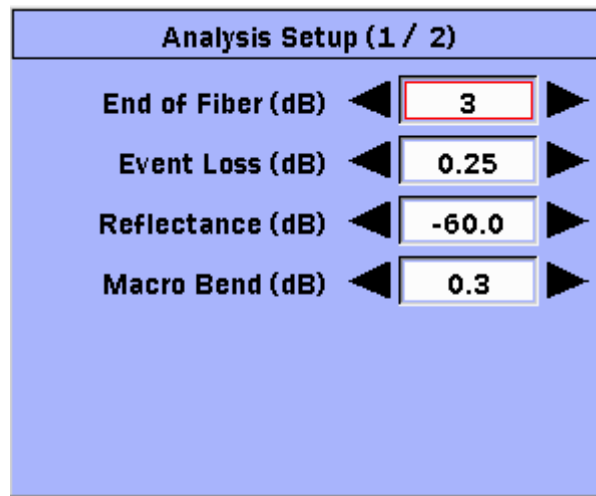 Analysis Setup (1 / 2)
End of Fiber (dB) 3
Event Loss (dB) 0.25
Reflectance (dB) -60.0
Macro Bend (dB) 0.3